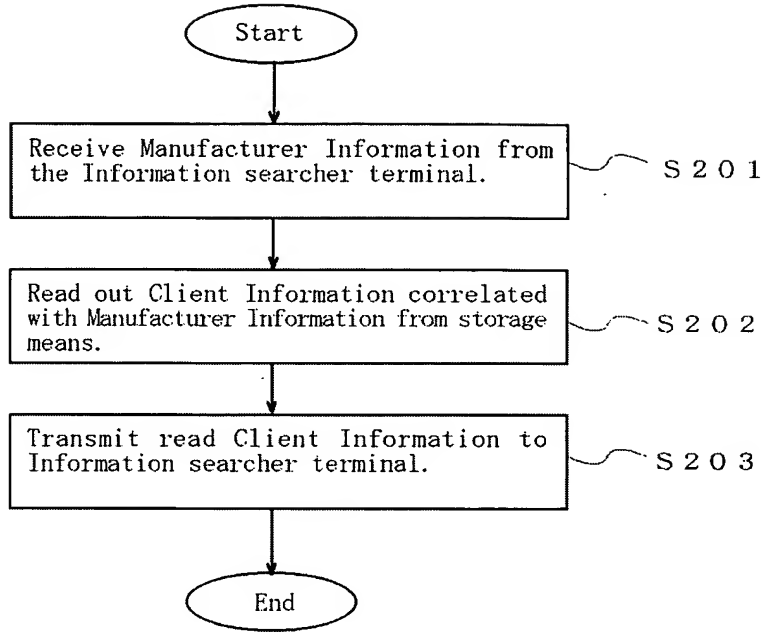 Start
Receive Manufacturer Information from
the Information searcher terminal.
S201
Read out Client Information correlated
with Manufacturer Information from storage
means.
S202
Transmit read Client Information to
Information searcher terminal.
S203
End